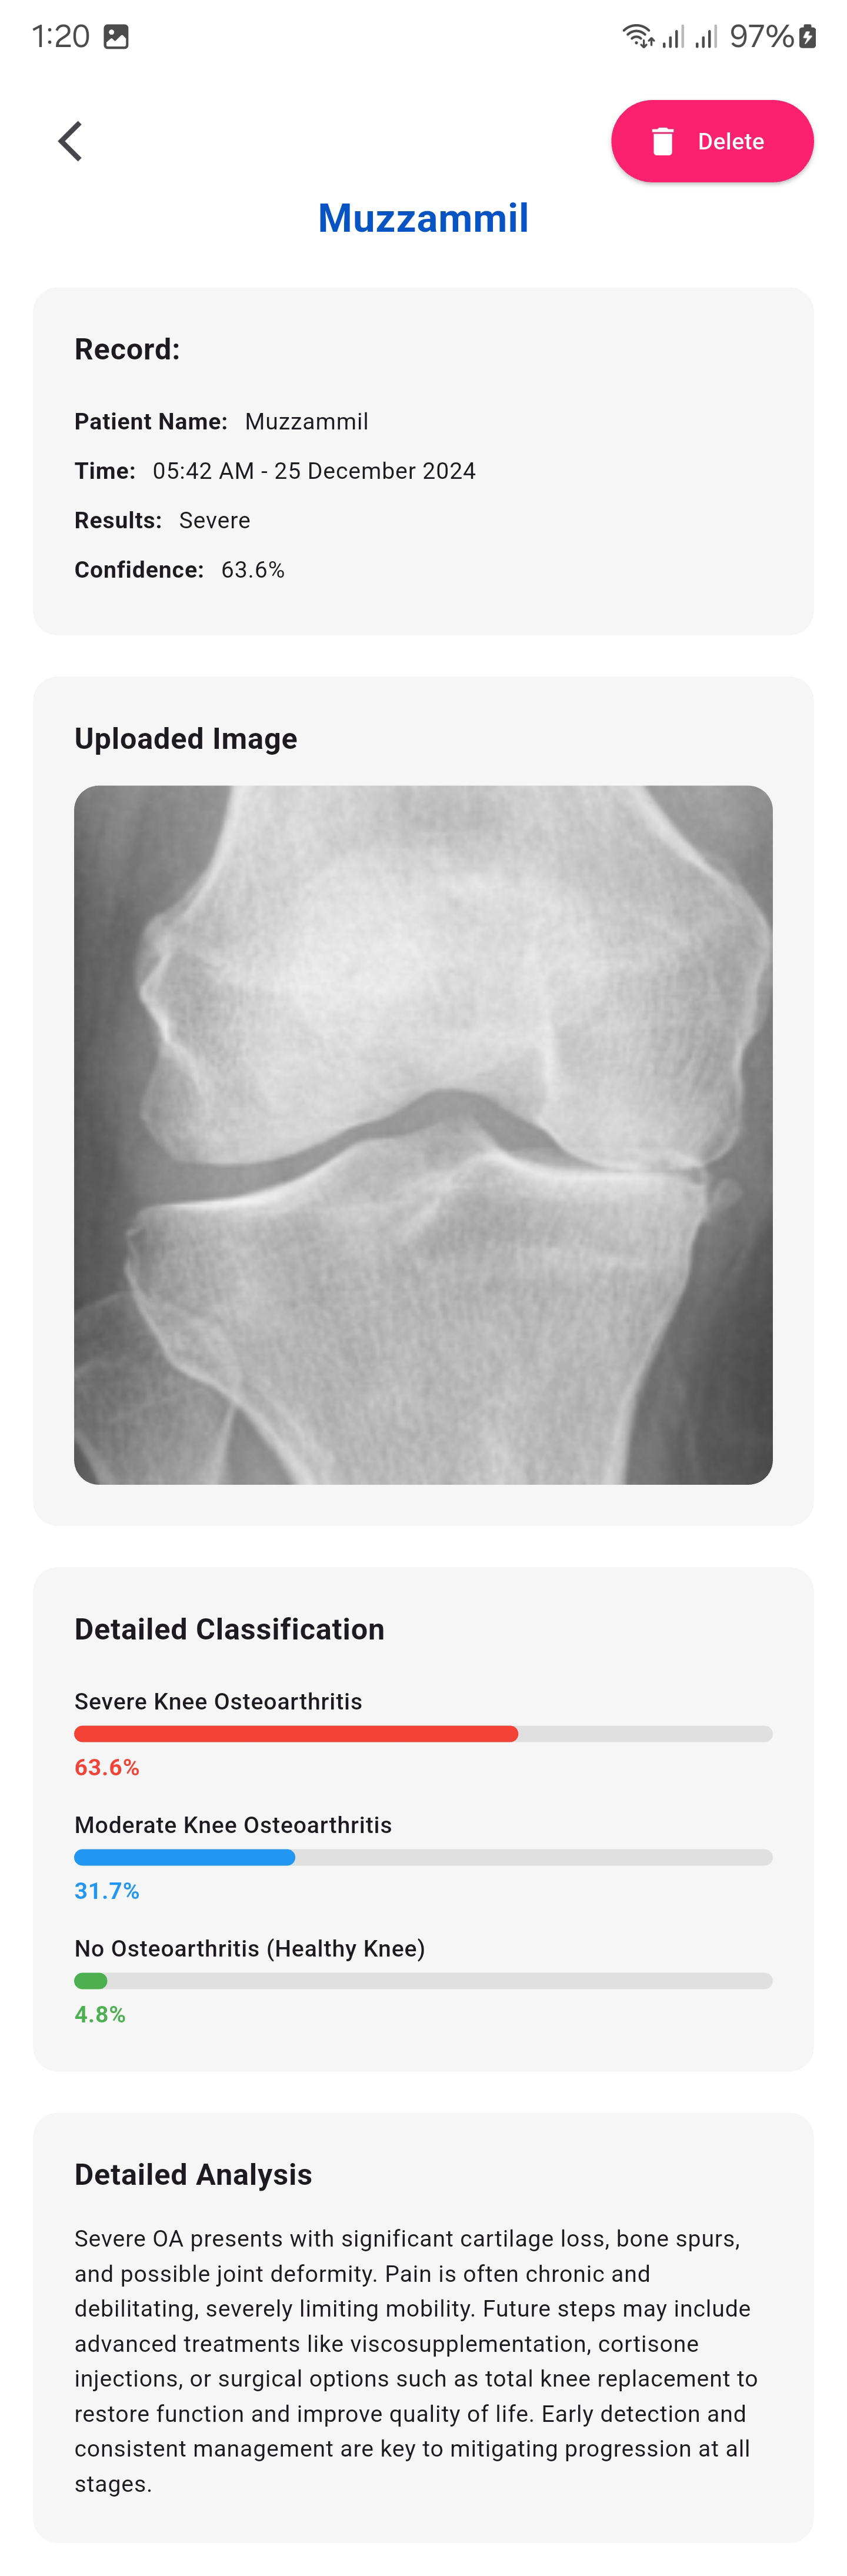 1:20 97%
Delete
Muzzammil
Record:
Patient Name: Muzzammil
Time: 05:42 AM - 25 December 2024
Results: Severe
Confidence: 63.6%
Uploaded Image
Detailed Classification
Severe Knee Osteoarthritis
63.6%
Moderate Knee Osteoarthritis
31.7%
No Osteoarthritis (Healthy Knee)
4.8%
Detailed Analysis
Severe OA presents with significant cartilage loss, bone spurs,
and possible joint deformity. Pain is often chronic and
debilitating, severely limiting mobility. Future steps may include
advanced treatments like viscosupplementation, cortisone
injections, or surgical options such as total knee replacement to
restore function and improve quality of life. Early detection and
consistent management are key to mitigating progression at all
stages.